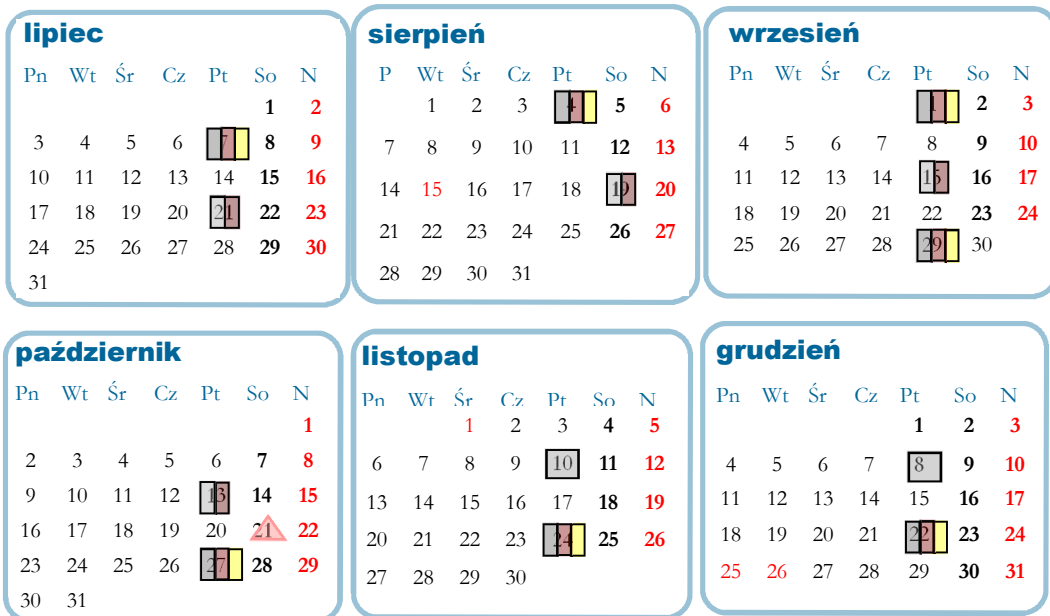 lipiec
Pn Wt Śr Cz Pt So N
1 2
3 4 5 6 7 8 9
10 11 12 13 14 15 16
17 18 19 20 21 22 23
24 25 26 27 28 29 30
31
sierpień
P Wt Śr Cz Pt So N
1 2 3 4 5 6
7 8 9 10 11 12 13
14 15 16 17 18 19 20
21 22 23 24 25 26 27
28 29 30 31
wrzesień
Pn Wt Śr Cz Pt So N
1 2 3
4 5 6 7 8 9 10
11 12 13 14 15 16 17
18 19 20 21 22 23 24
25 26 27 28 29 30
październik
Pn Wt Śr Cz Pt So N
1
2 3 4 5 6 7 8
9 10 11 12 13 14 15
16 17 18 19 20 21 22
23 24 25 26 27 28 29
30 31
listopad
Pn Wt Śr Cz Pt So N
1 2 3 4 5
6 7 8 9 10 11 12
13 14 15 16 17 18 19
20 21 22 23 24 25 26
27 28 29 30
grudzień
Pn Wt Śr Cz Pt So N
1 2 3
4 5 6 7 8 9 10
11 12 13 14 15 16 17
18 19 20 21 22 23 24
25 26 27 28 29 30 31